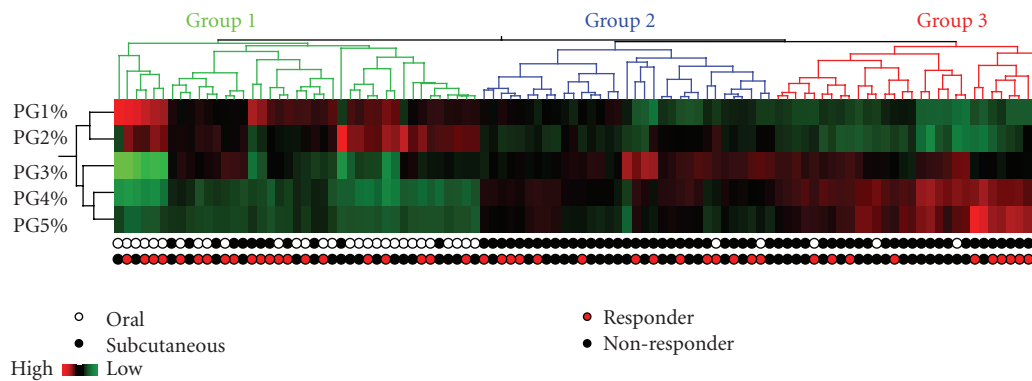 Group 1 Group 2 Group 3
PG1%
PG2%
PG3%
PG4%
PG5%
Oral Responder
Subcutaneous Non-responder
High Low